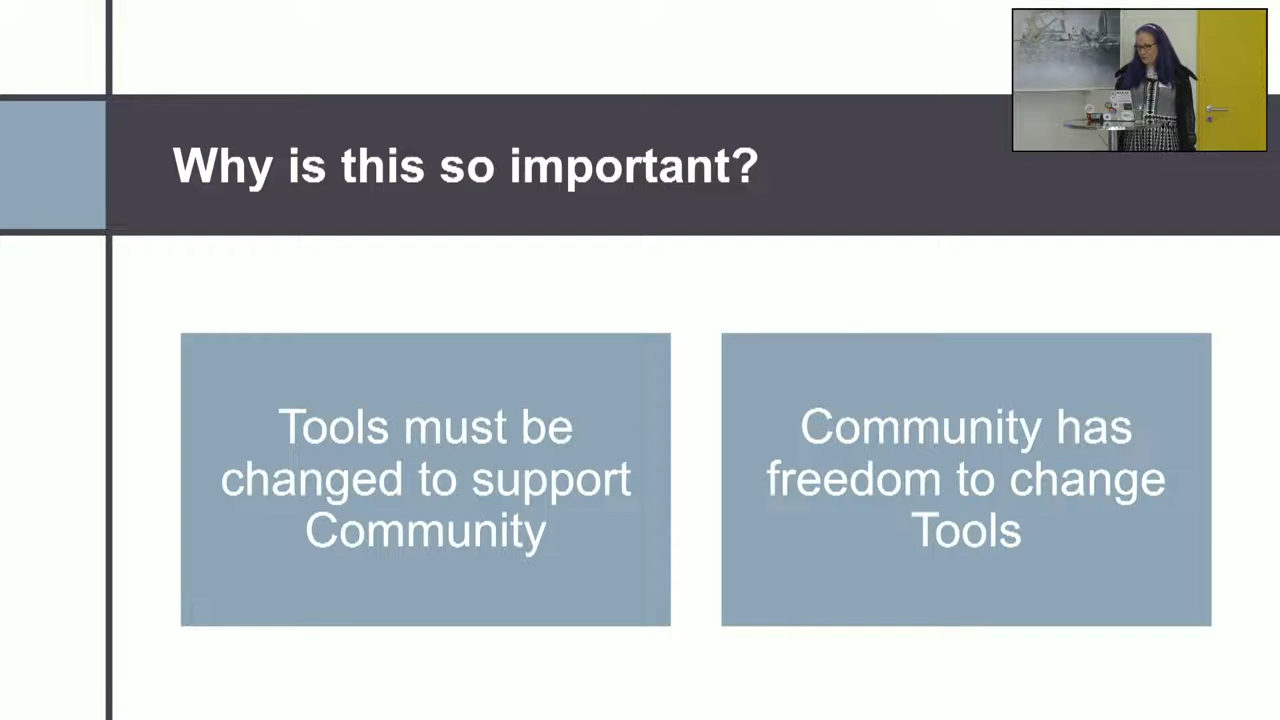 Why is this so important?
Tools must be
changed to support
Community
Community has
freedom to change
Tools